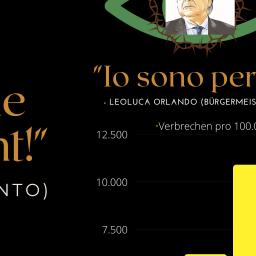 "Io sono per
- LEOLUCA ORLANDO (BÜRGERMEIS
e
nt!"
NTO)
•Verbrechen pro 100.0
12.500
10.000
7.500